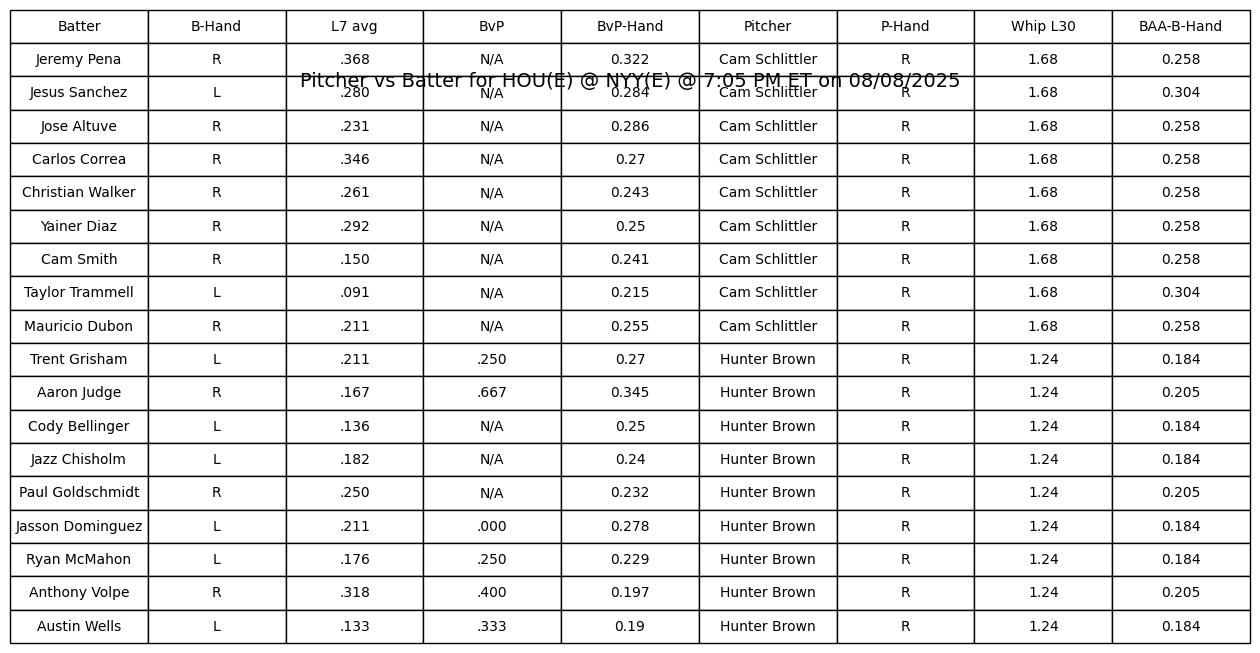 Batter B-Hand L7 avg BvP BvP-Hand Pitcher P-Hand Whip L30 BAA-B-Hand
Jeremy Pena R .368 N/A 0.322 Cam Schlittler R 1.68 0.258
Pitcher vs Batter for HOU(E) @ NYY(E) @ 7:05 PM ET on 08/08/2025
Jesus Sanchez L .280 N/A 0.284 Cam Schlittler R 1.68 0.304
Jose Altuve R .231 N/A 0.286 Cam Schlittler R 1.68 0.258
Carlos Correa R .346 N/A 0.27 Cam Schlittler R 1.68 0.258
Christian Walker R .261 N/A 0.243 Cam Schlittler R 1.68 0.258
Yainer Diaz R .292 N/A 0.25 Cam Schlittler R 1.68 0.258
Cam Smith R .150 N/A 0.241 Cam Schlittler R 1.68 0.258
Taylor Trammell L .091 N/A 0.215 Cam Schlittler R 1.68 0.304
Mauricio Dubon R .211 N/A 0.255 Cam Schlittler R 1.68 0.258
Trent Grisham L .211 .250 0.27 Hunter Brown R 1.24 0.184
Aaron Judge R .167 .667 0.345 Hunter Brown R 1.24 0.205
Cody Bellinger L .136 N/A 0.25 Hunter Brown R 1.24 0.184
Jazz Chisholm L .182 N/A 0.24 Hunter Brown R 1.24 0.184
Paul Goldschmidt R .250 N/A 0.232 Hunter Brown R 1.24 0.205
Jasson Dominguez L .211 .000 0.278 Hunter Brown R 1.24 0.184
Ryan McMahon L .176 .250 0.229 Hunter Brown R 1.24 0.184
Anthony Volpe R .318 .400 0.197 Hunter Brown R 1.24 0.205
Austin Wells L .133 .333 0.19 Hunter Brown R 1.24 0.184